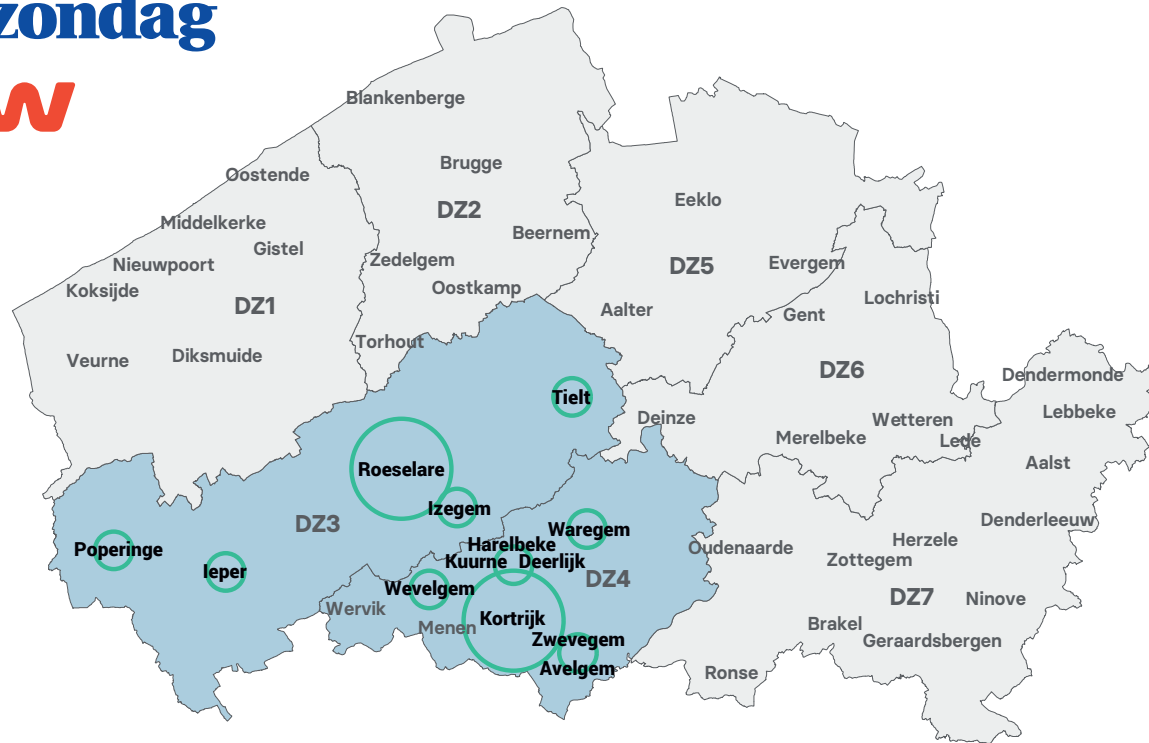 zondag
w
Blankenberge
Brugge
Oostende
DZ2
Eeklo
Middelkerke
Beernem
Gistel
Zedelgem
Nieuwpoort
DZ5
Evergem
Koksijde
Oostkamp
Lochristi
DZ1
Aalter
Gent
Torhout
Veurne
Diksmuide
DZ6
Dendermonde
Tielt
Lebbeke
Deinze
Wetteren
Merelbeke
Lede
Roeselare
Aalst
Izegem
DZ3
Waregem
Denderleeuw
Poperinge
Harelbeke
Oudenaarde
Herzele
Ieper
Kuurne Deerlijk
Zottegem
DZ4
Wevelgem
DZ7
Ninove
Wervik
Kortrijk
Menen
Brakel
Zwevegem
Geraardsbergen
Avelgem
Ronse